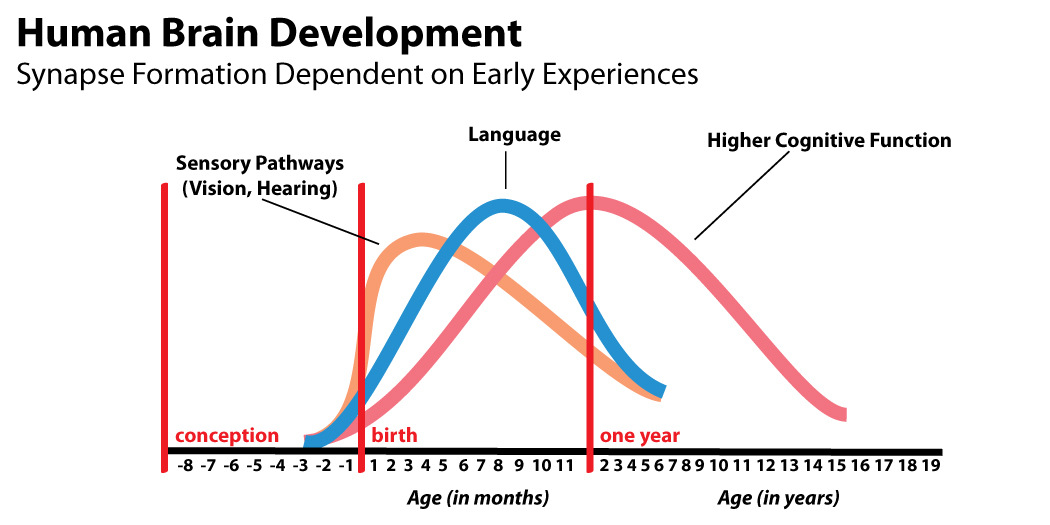 Human Brain Development
Synapse Formation Dependent on Early Experiences
Language
Higher Cognitive Function
Sensory Pathways
(Vision, Hearing)
conception
birth
one year
-8 -7 -6 -5 -4 -3 -2 -1 1 2 3 4 5 6 7 8 9 10 11 2 3 4 5 6 7 8 9 10 11 12 13 14 15 16 17 18 19
Age (in months)
Age (in years)